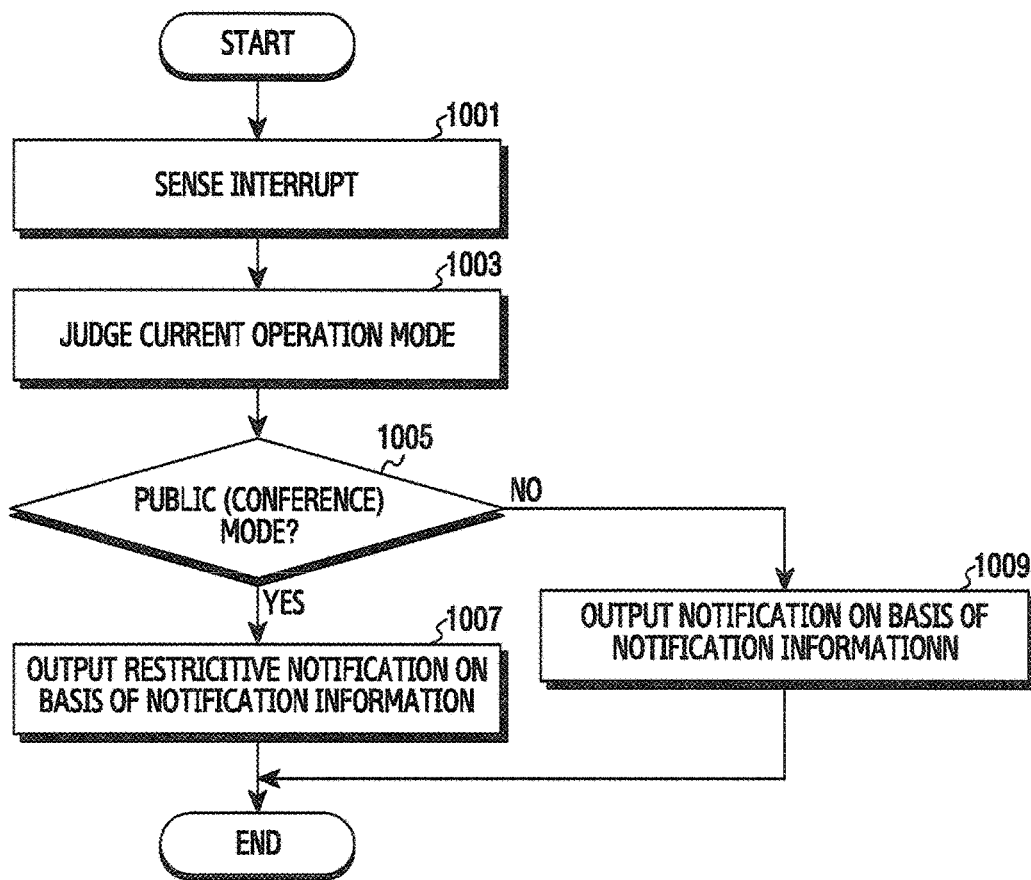 START
1001
SENSE INTERRUPT
1003
JUDGE CURRENT OPERATION MODE
1005
PUBLIC (CONFERENCE)
MODE?
NO
YES
1007
OUTPUT RESTRICITIVE NOTIFICATION ON
BASIS OF NOTIFICATION INFORMATION
1009
OUTPUT NOTIFICATION ON BASIS OF
NOTIFICATION INFORMATIONN
END